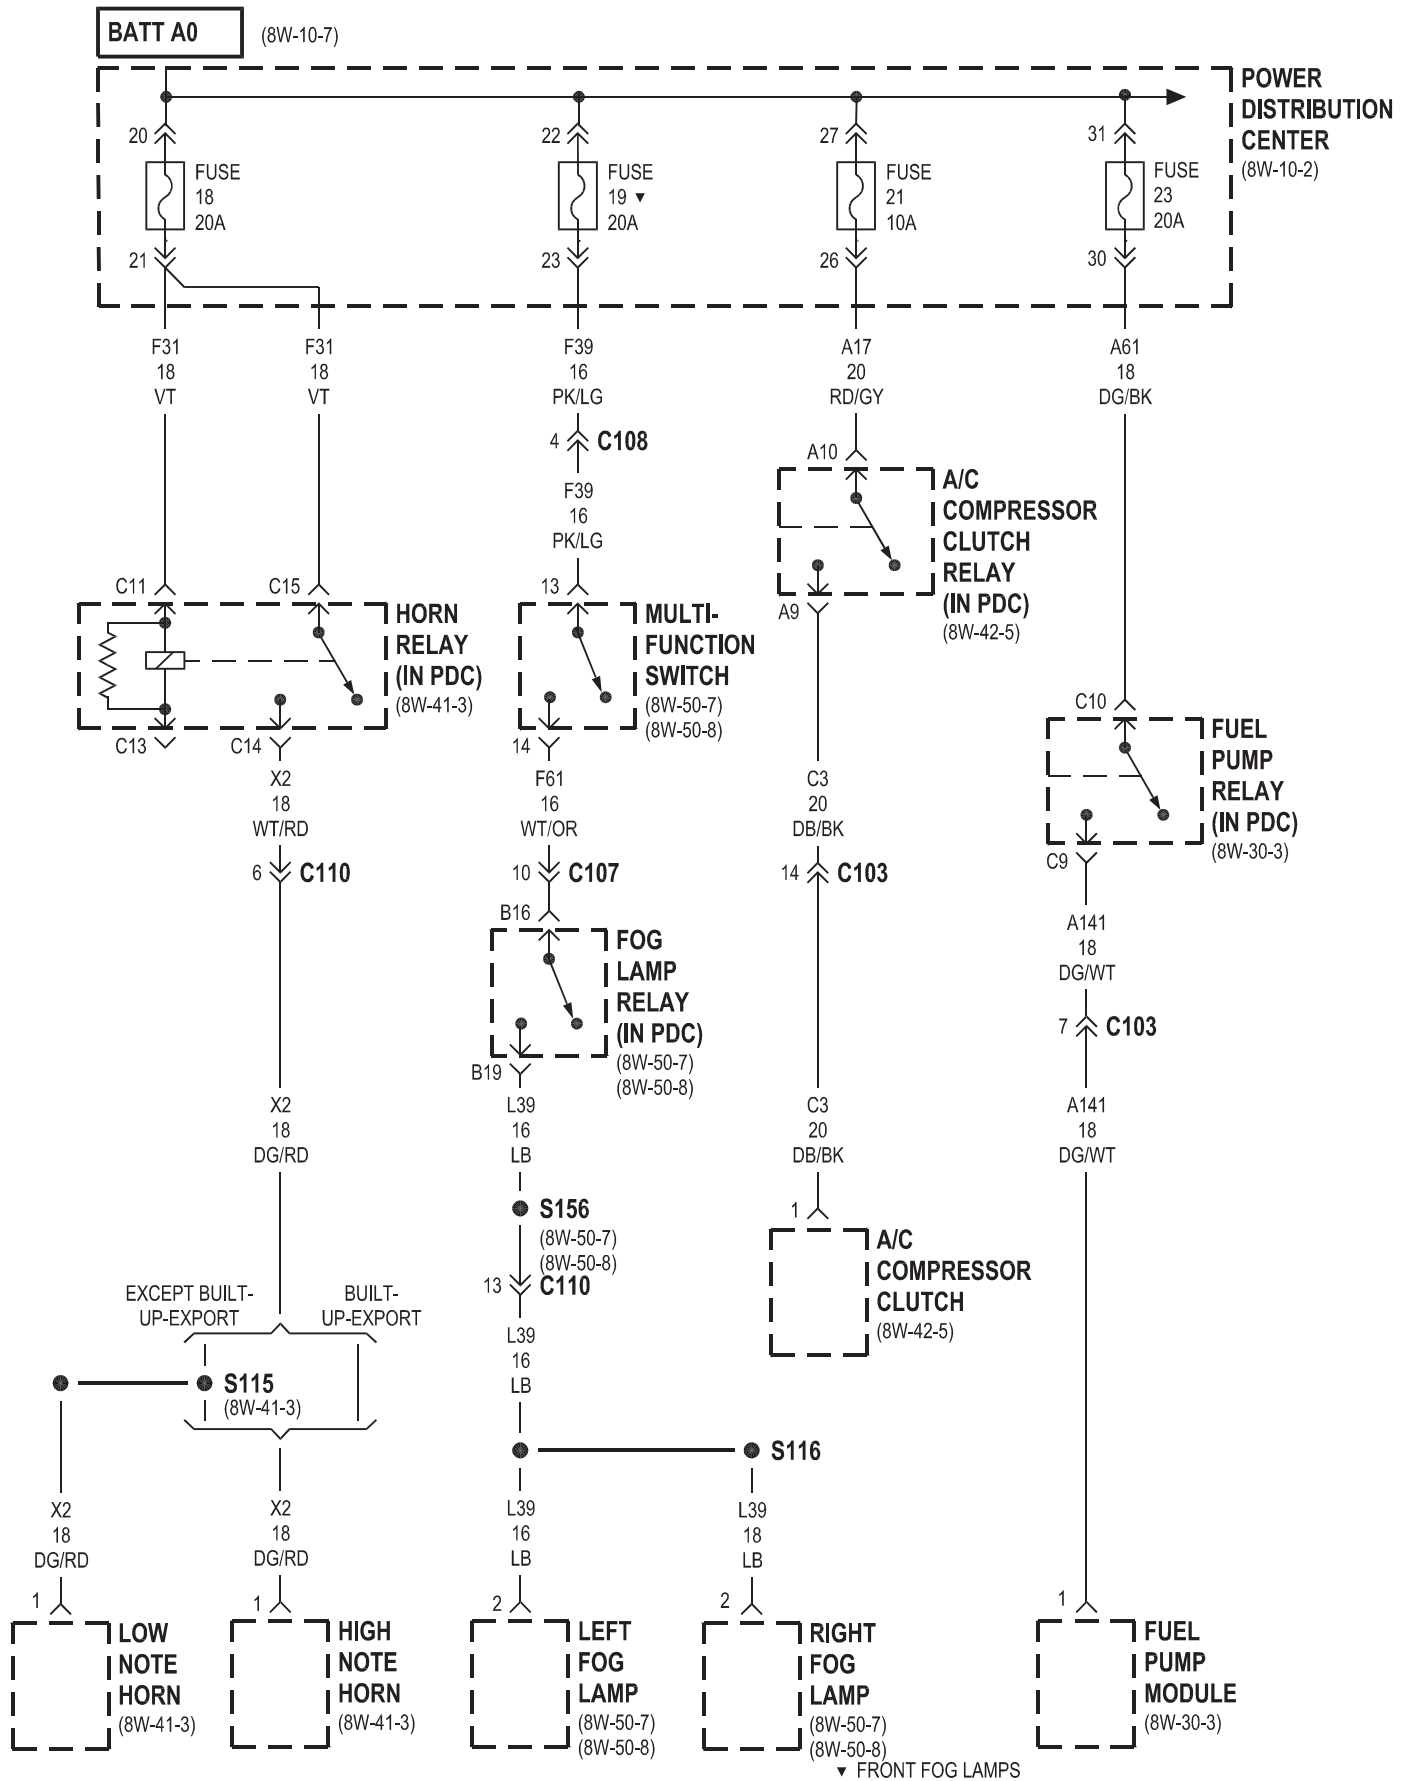 BATT A0
(8W-10-7)
POWER
DISTRIBUTION
CENTER
(8W-10-2)
20
22
27
31
FUSE
18
20A
FUSE
19 ▼
20A
FUSE
21
10A
FUSE
23
20A
21
23
26
30
F31
18
VT
F31
18
VT
F39
16
PK/LG
A17
20
RD/GY
A61
18
DG/BK
4
C108
F39
16
PK/LG
A10
A/C
COMPRESSOR
CLUTCH
RELAY
(IN PDC)
(8W-42-5)
A9
C11
C15
HORN
RELAY
(IN PDC)
(8W-41-3)
C13
C14
13
MULTI-
FUNCTION
SWITCH
(8W-50-7)
(8W-50-8)
14
C10
FUEL
PUMP
RELAY
(IN PDC)
(8W-30-3)
C9
X2
18
WT/RD
F61
16
WT/OR
C3
20
DB/BK
6
C110
10
C107
14
C103
B16
FOG
LAMP
RELAY
(IN PDC)
(8W-50-7)
(8W-50-8)
B19
A141
18
DG/WT
7
C103
X2
18
DG/RD
L39
16
LB
C3
20
DB/BK
A141
18
DG/WT
S156
(8W-50-7)
(8W-50-8)
13
C110
1
A/C
COMPRESSOR
CLUTCH
(8W-42-5)
EXCEPT BUILT-
UP-EXPORT
BUILT-
UP-EXPORT
L39
16
LB
S115
(8W-41-3)
S116
X2
18
DG/RD
X2
18
DG/RD
L39
16
LB
L39
18
LB
1
LOW
NOTE
HORN
(8W-41-3)
1
HIGH
NOTE
HORN
(8W-41-3)
2
LEFT
FOG
LAMP
(8W-50-7)
(8W-50-8)
2
RIGHT
FOG
LAMP
(8W-50-7)
(8W-50-8)
1
FUEL
PUMP
MODULE
(8W-30-3)
▼ FRONT FOG LAMPS